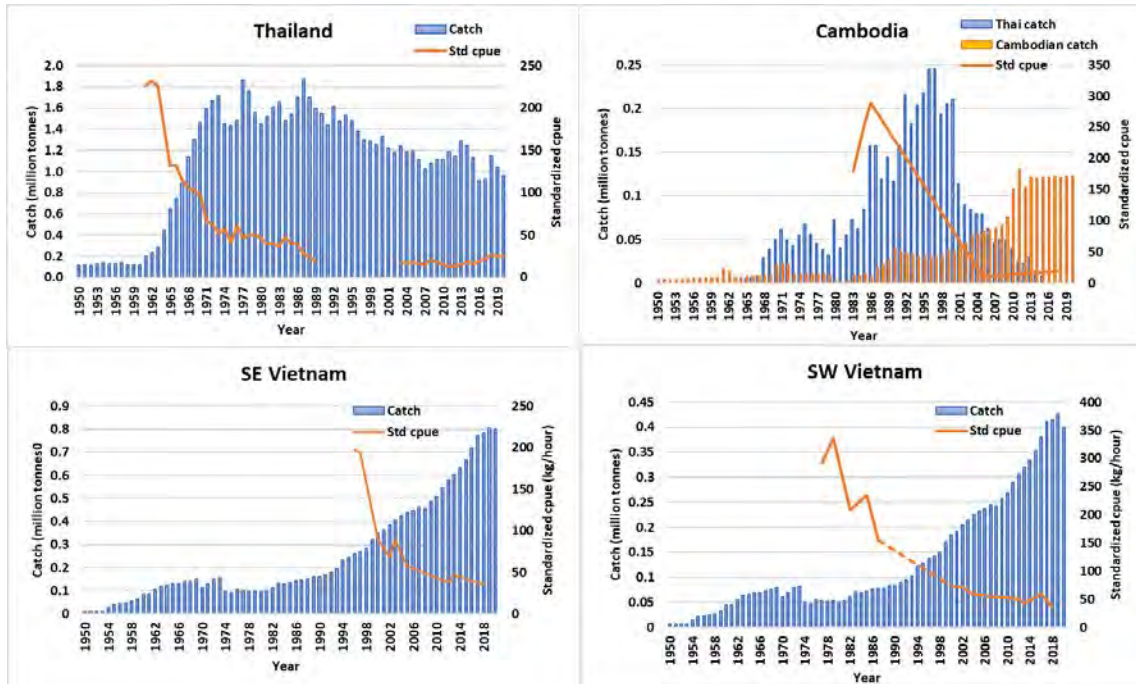 Thailand
Catch
Std cpue
Catch (million tonnes)
2.0
1.8
1.6
1.4
1.2
1.0
0.8
0.6
0.4
0.2
0.0
250
200
150
100
50
0
Standardized cpue
1950 1953 1956 1959 1962 1965 1968 1971 1974 1977 1980 1983 1986 1989 1992 1995 1998 2001 2004 2007 2010 2013 2016 2019
Year
Cambodia
Thai catch
Cambodian catch
Std cpue
Catch (million tonnes)
0.25
0.2
0.15
0.1
0.05
0
350
300
250
200
150
100
50
0
Standardized cpue
1950 1953 1956 1959 1962 1965 1968 1971 1974 1977 1980 1983 1986 1989 1992 1995 1998 2001 2004 2007 2010 2013 2016 2019
Year
SE Vietnam
Catch
Std cpue
Catch (million tonnes0
0.9
0.8
0.7
0.6
0.5
0.4
0.3
0.2
0.1
0
250
200
150
100
50
0
Standardized cpue (kg/hour)
1950 1954 1958 1962 1966 1970 1974 1978 1982 1986 1990 1994 1998 2002 2006 2010 2014 2018
Year
SW Vietnam
Catch
Std cpue
Catch (million tonnes)
0.45
0.4
0.35
0.3
0.25
0.2
0.15
0.1
0.05
0
400
350
300
250
200
150
100
50
0
Standardized cpue (kg/hour)
1950 1954 1958 1962 1966 1970 1974 1978 1982 1986 1990 1994 1998 2002 2006 2010 2014 2018
Year